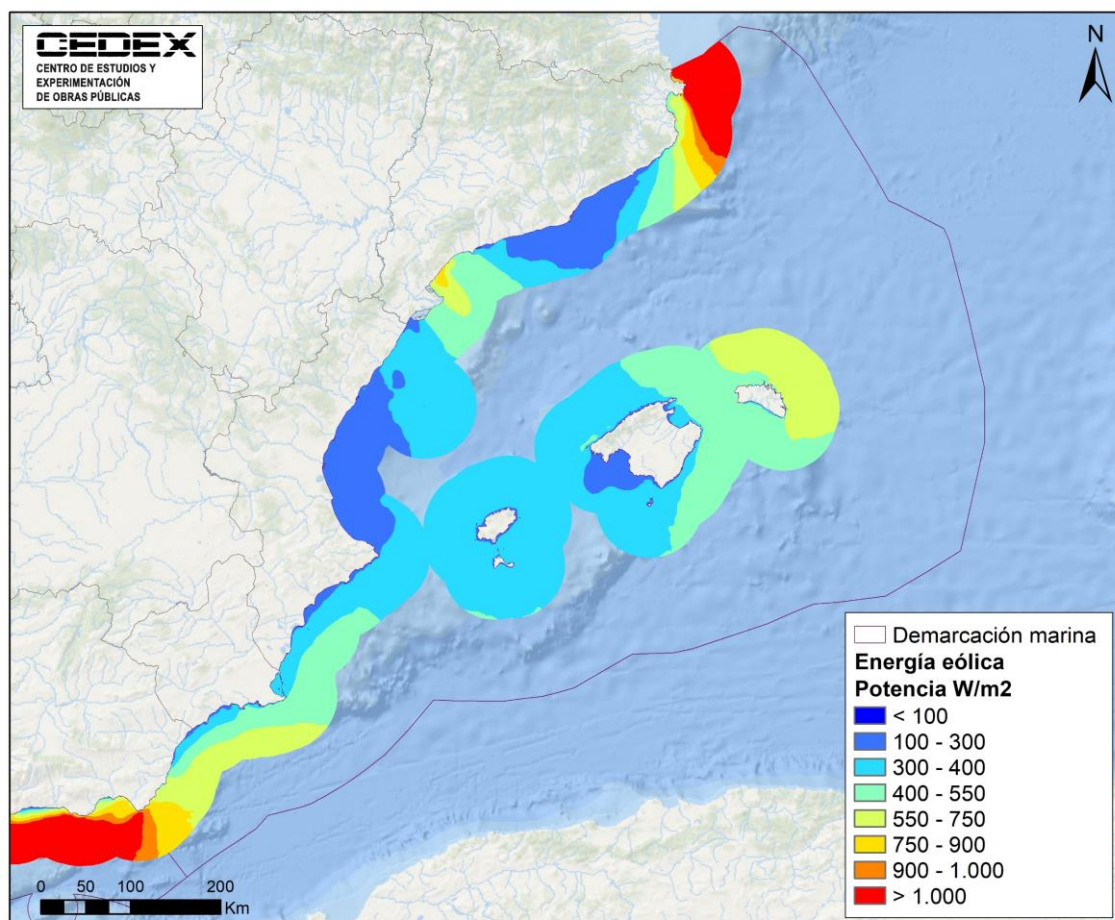 CEDEX
CENTRO DE ESTUDIOS Y
EXPERIMENTACIÓN
DE OBRAS PÚBLICAS
N
Demarcación marina
Energía eólica
Potencia W/m2
< 100
100 - 300
300 - 400
400 - 550
550 - 750
750 - 900
900 - 1.000
> 1.000
0 50 100 200
Km